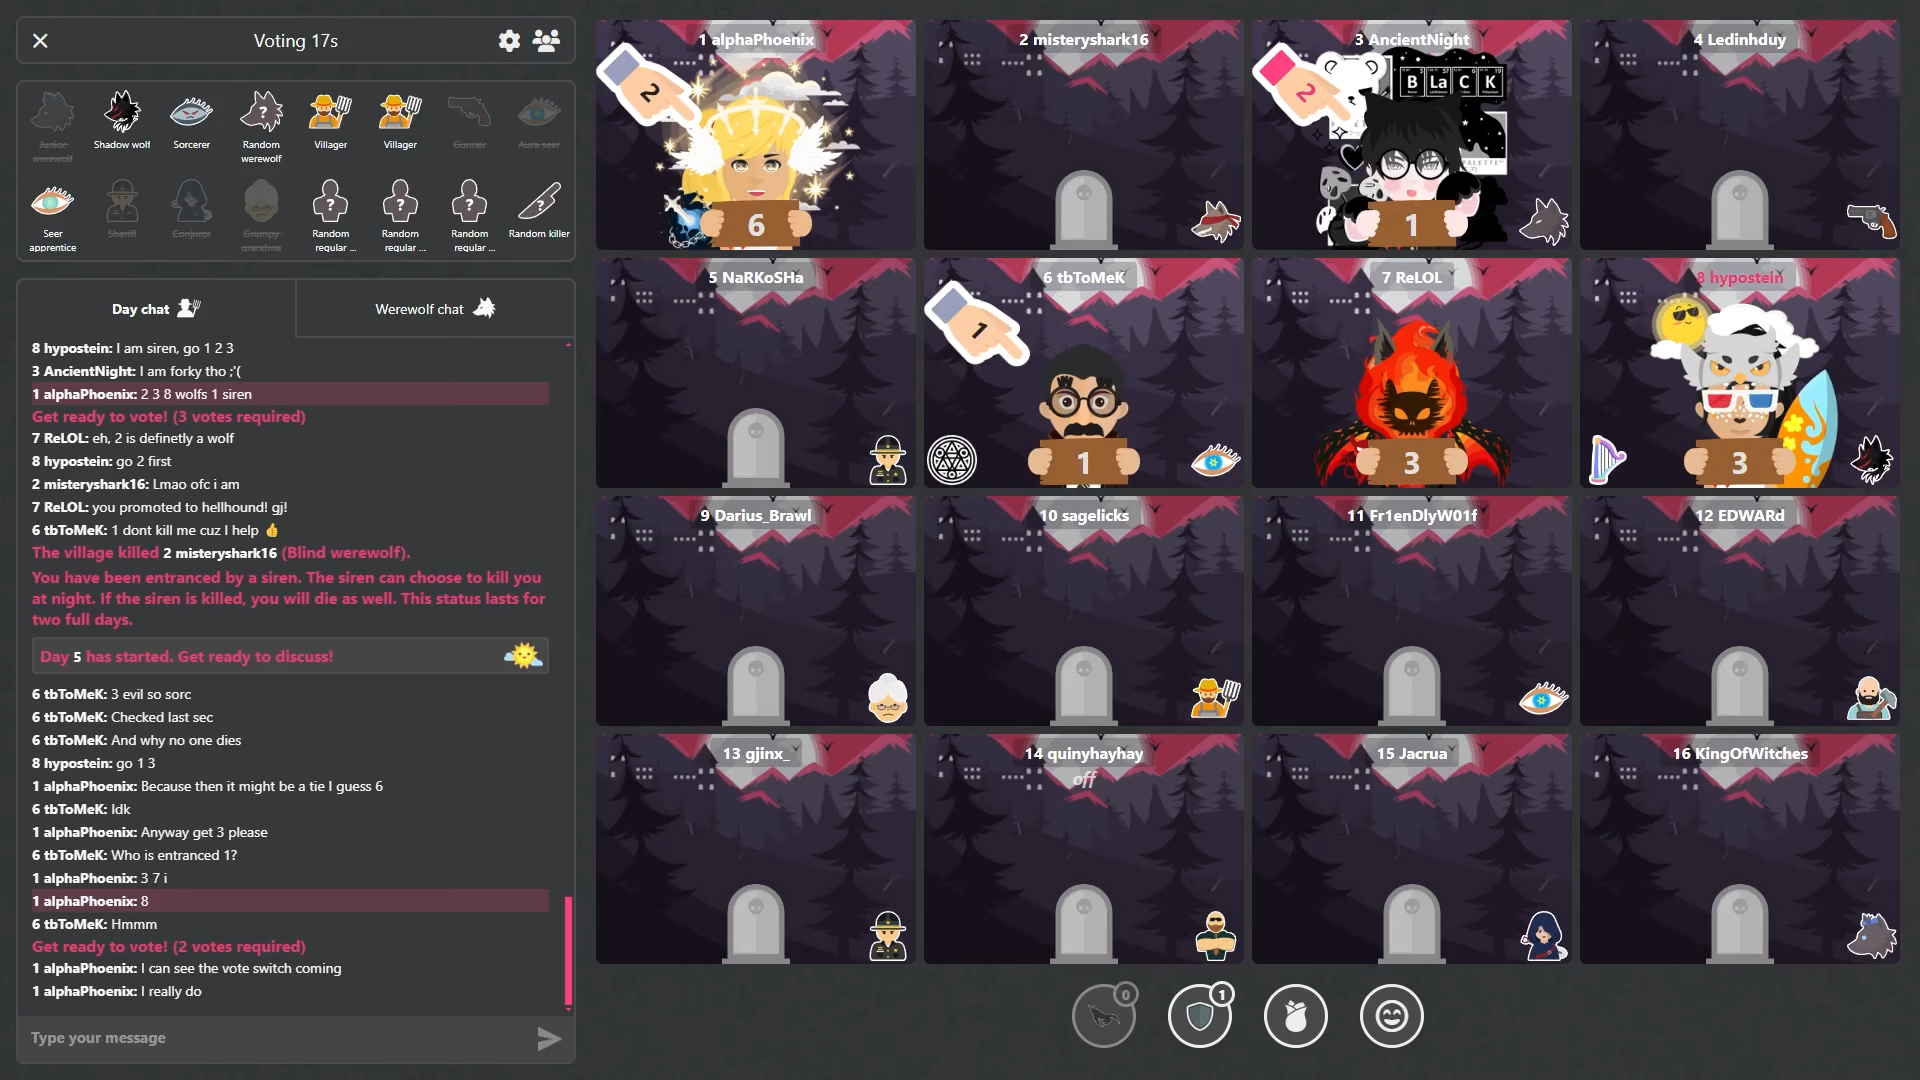 Voting 17s
Junior werewolf
Shadow wolf
Sorcerer
Random werewolf
Villager
Villager
Gunner
Aura seer
Seer apprentice
Sheriff
Conjuror
Grumpy grandma
Random regular ...
Random regular ...
Random regular ...
Random killer
Day chat
Werewolf chat
8 hypostein: I am siren, go 1 2 3
3 AncientNight: I am forky tho ;'(
1 alphaPhoenix: 2 3 8 wolfs 1 siren
Get ready to vote! (3 votes required)
7 ReLOL: eh, 2 is definetly a wolf
8 hypostein: go 2 first
2 misteryshark16: Lmao ofc i am
7 ReLOL: you promoted to hellhound! gj!
6 tbToMeK: 1 dont kill me cuz I help 👍
The village killed 2 misteryshark16 (Blind werewolf).
You have been entranced by a siren. The siren can choose to kill you
at night. If the siren is killed, you will die as well. This status lasts for
two full days.
Day 5 has started. Get ready to discuss!
6 tbToMeK: 3 evil so sorc
6 tbToMeK: Checked last sec
6 tbToMeK: And why no one dies
8 hypostein: go 1 3
1 alphaPhoenix: Because then it might be a tie I guess 6
6 tbToMeK: Idk
1 alphaPhoenix: Anyway get 3 please
6 tbToMeK: Who is entranced 1?
1 alphaPhoenix: 3 7 i
1 alphaPhoenix: 8
6 tbToMeK: Hmmm
Get ready to vote! (2 votes required)
1 alphaPhoenix: I can see the vote switch coming
1 alphaPhoenix: I really do
Type your message
1 alphaPhoenix
2
6
2 misteryshark16
3 AncientNight
2
B La C K
PALETTE
1
4 Ledinhduy
5 NaRKoSHa
6 tbToMeK
1
1
7 ReLOL
3
8 hypostein
3
9 Darius_Brawl
10 sagelicks
11 Fr1enDlyW01f
12 EDWARd
13 gjinx_
14 quinyhayhay
off
15 Jacrua
16 KingOfWitches
0
1